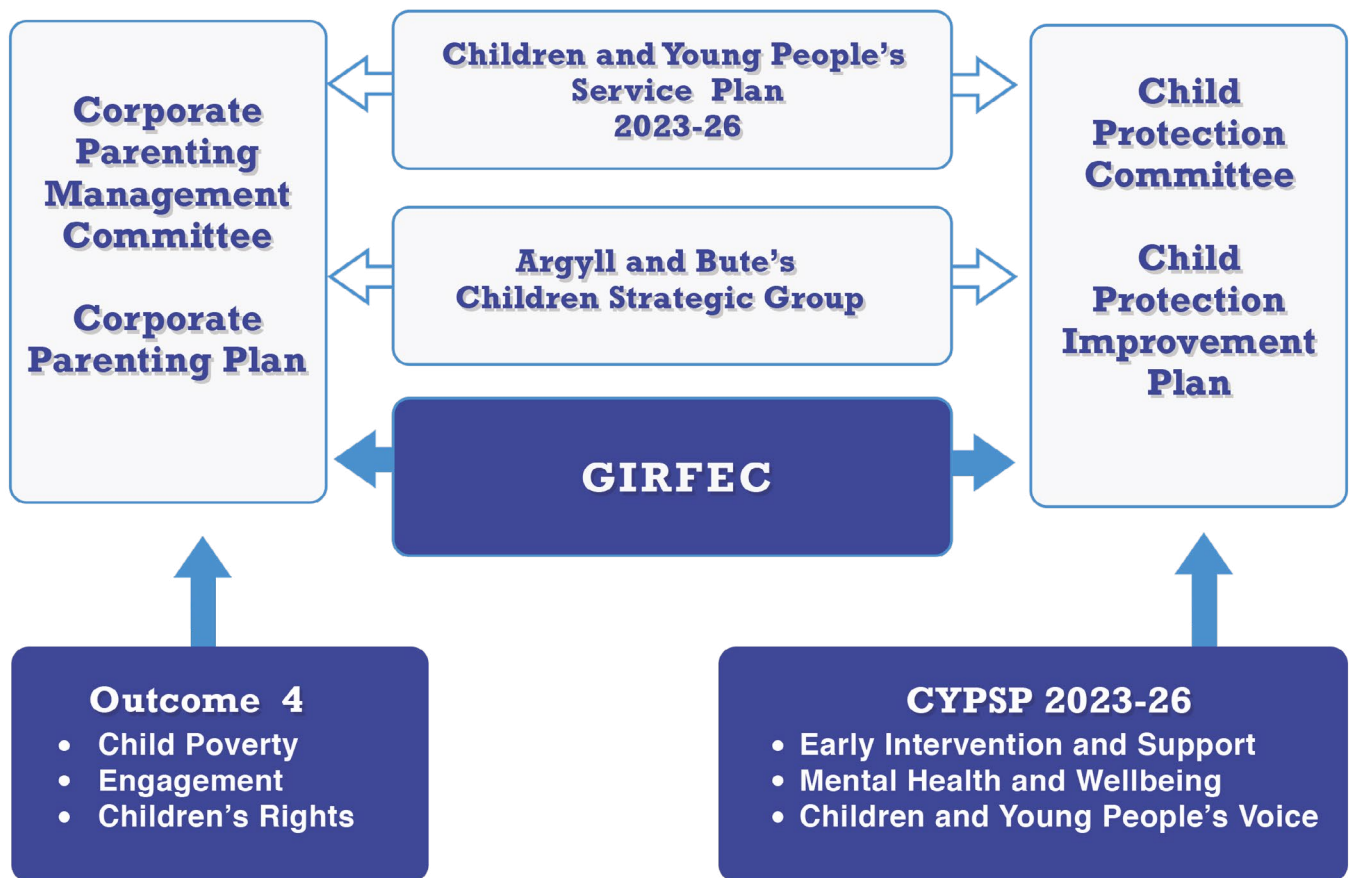 Corporate
Parenting
Management
Committee
Corporate
Parenting Plan
Children and Young People's
Service Plan
2023-26
Argyll and Bute's
Children Strategic Group
GIRFEC
Child
Protection
Committee
Child
Protection
Improvement
Plan
Outcome 4
• Child Poverty
• Engagement
• Children's Rights
CYPSP 2023-26
• Early Intervention and Support
• Mental Health and Wellbeing
• Children and Young People's Voice